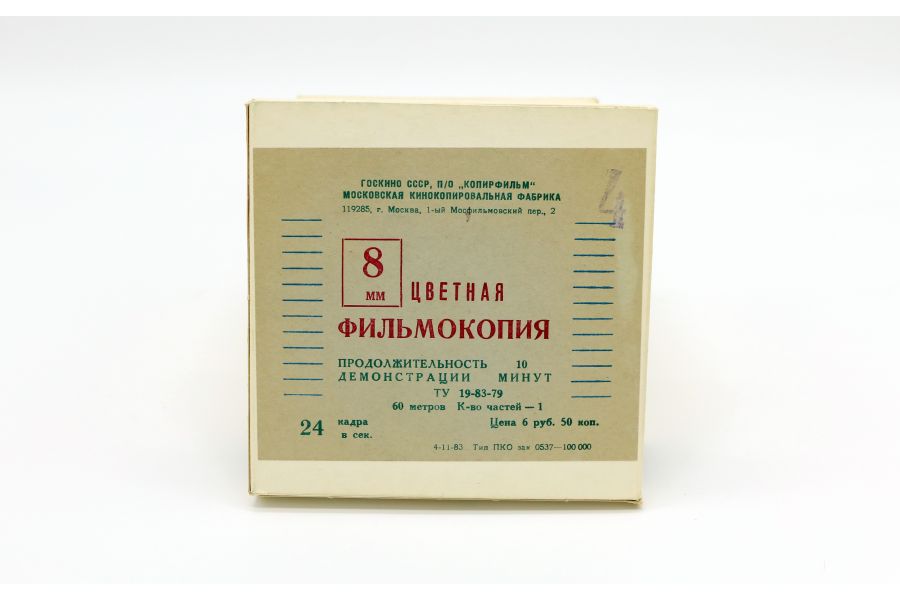 ГОСКИНО СССР, П/О „КОПИРФИЛЬМ“
МОСКОВСКАЯ КИНОКОПИРОВАЛЬНАЯ ФАБРИКА
119285, г. Москва, 1-ый Мосфильмовский пер., 2
4
8
мм
ЦВЕТНАЯ
ФИЛЬМОКОПИЯ
ПРОДОЛЖИТЕЛЬНОСТЬ 10
ДЕМОНСТРАЦИИ МИНУТ
ТУ 19-83-79
60 метров К-во частей — 1
24 кадра в сек.
Цена 6 руб. 50 коп.
4-11-83 Тип ПКО зак 0537—100 000